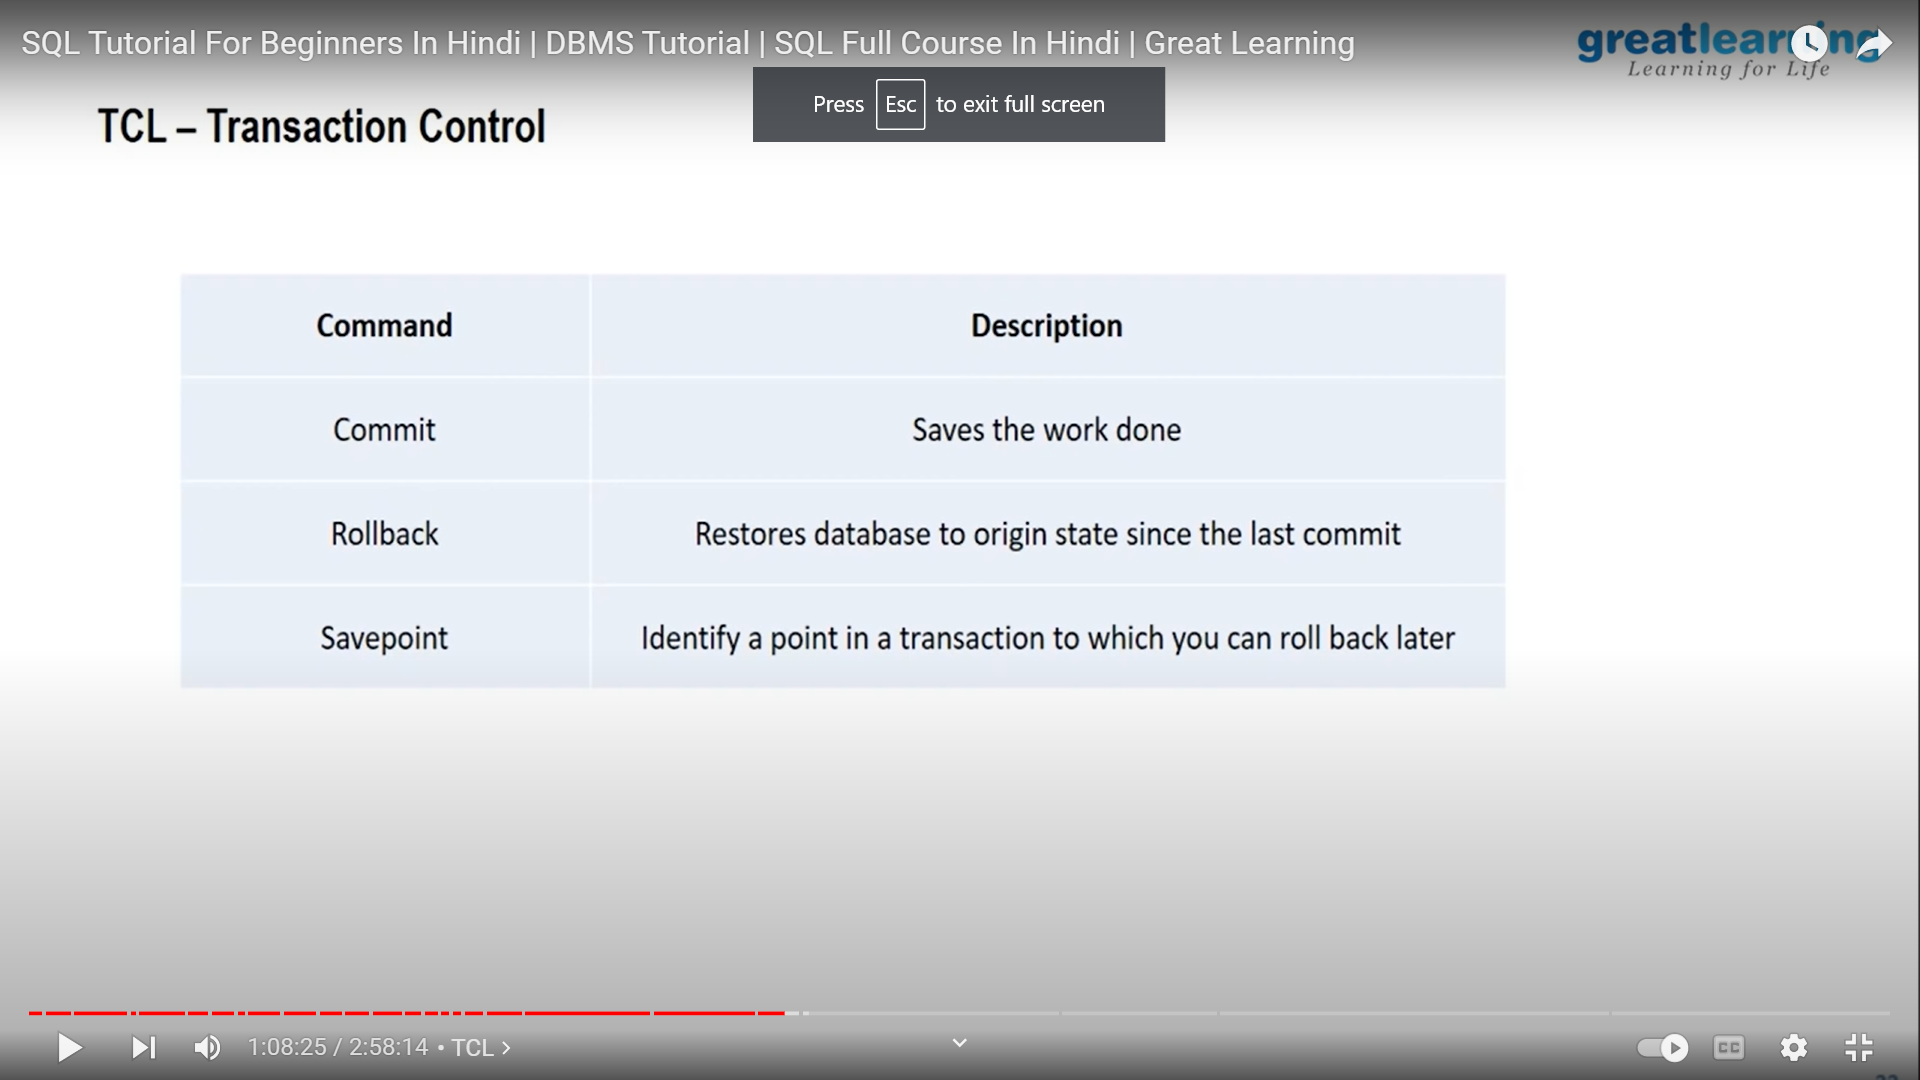 SQL Tutorial For Beginners In Hindi | DBMS Tutorial | SQL Full Course In Hindi | Great Learning
greatlearning
Learning for Life
Press Esc to exit full screen
TCL – Transaction Control
Command Description
Commit Saves the work done
Rollback Restores database to origin state since the last commit
Savepoint Identify a point in a transaction to which you can roll back later
1:08:25 / 2:58:14 • TCL
CC